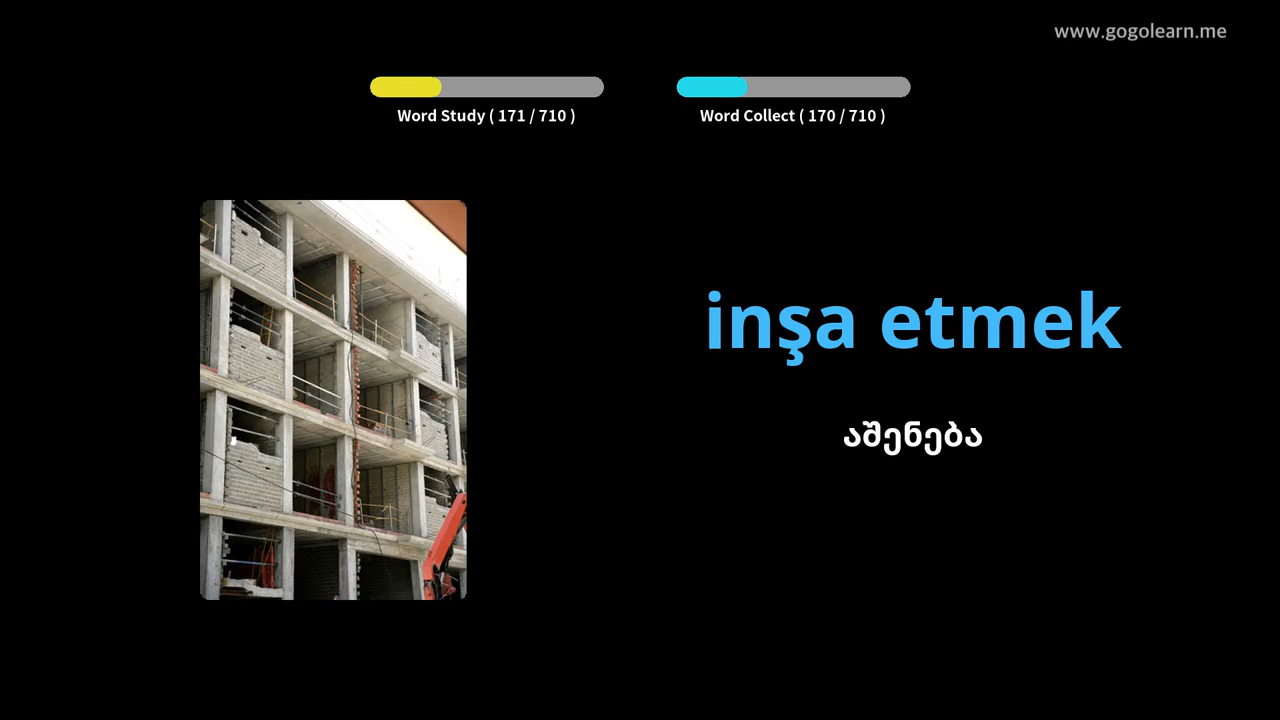 www.gogolearn.me
Word Study ( 171 / 710 )
Word Collect ( 170 / 710 )
inşa etmek
აშენება